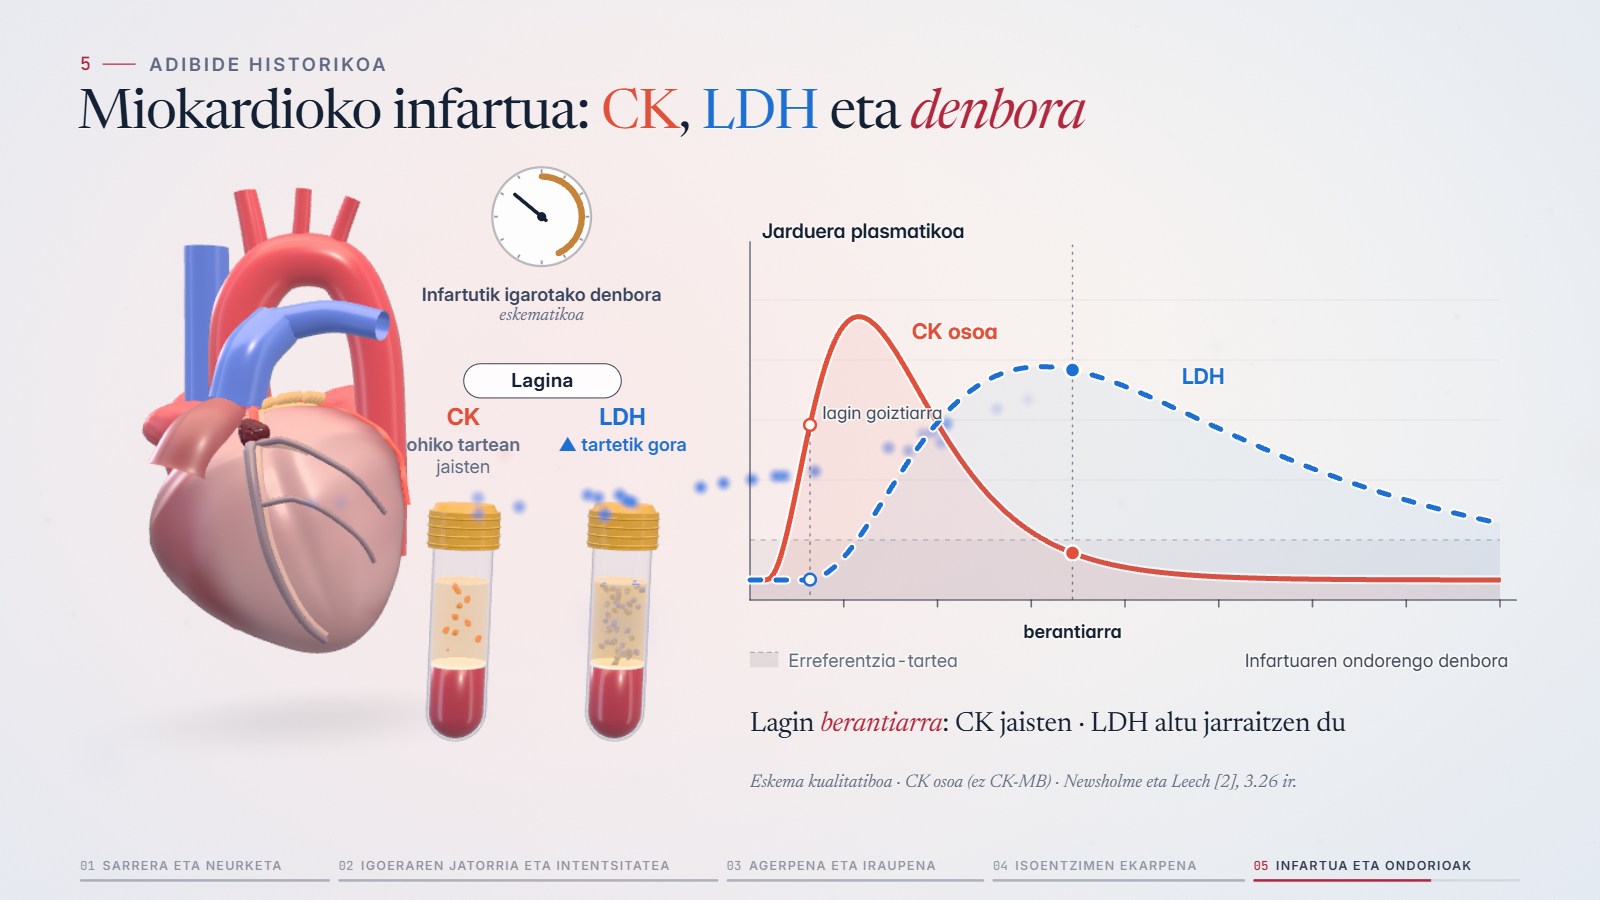 5 — ADIBIDE HISTORIKOA
Miokardioko infartua: CK, LDH eta denbora
Infartutik igarotako denbora
eskematikoa
Lagina
CK
ohiko tartean
jaisten
LDH
▲ tartetik gora
Jarduera plasmatikoa
CK osoa
LDH
lagin goiztiarra
berantiarra
Erreferentzia-tartea
Infartuaren ondorengo denbora
Lagin berantiarra: CK jaisten · LDH altu jarraitzen du
Eskema kualitatiboa · CK osoa (ez CK-MB) · Newsholme eta Leech [2], 3.26 ir.
01 SARRERA ETA NEURKETA
02 IGOERAREN JATORRIA ETA INTENTSITATEA
03 AGERPENA ETA IRAUPENA
04 ISOENTZIMEN EKARPENA
05 INFARTUA ETA ONDORIOAK